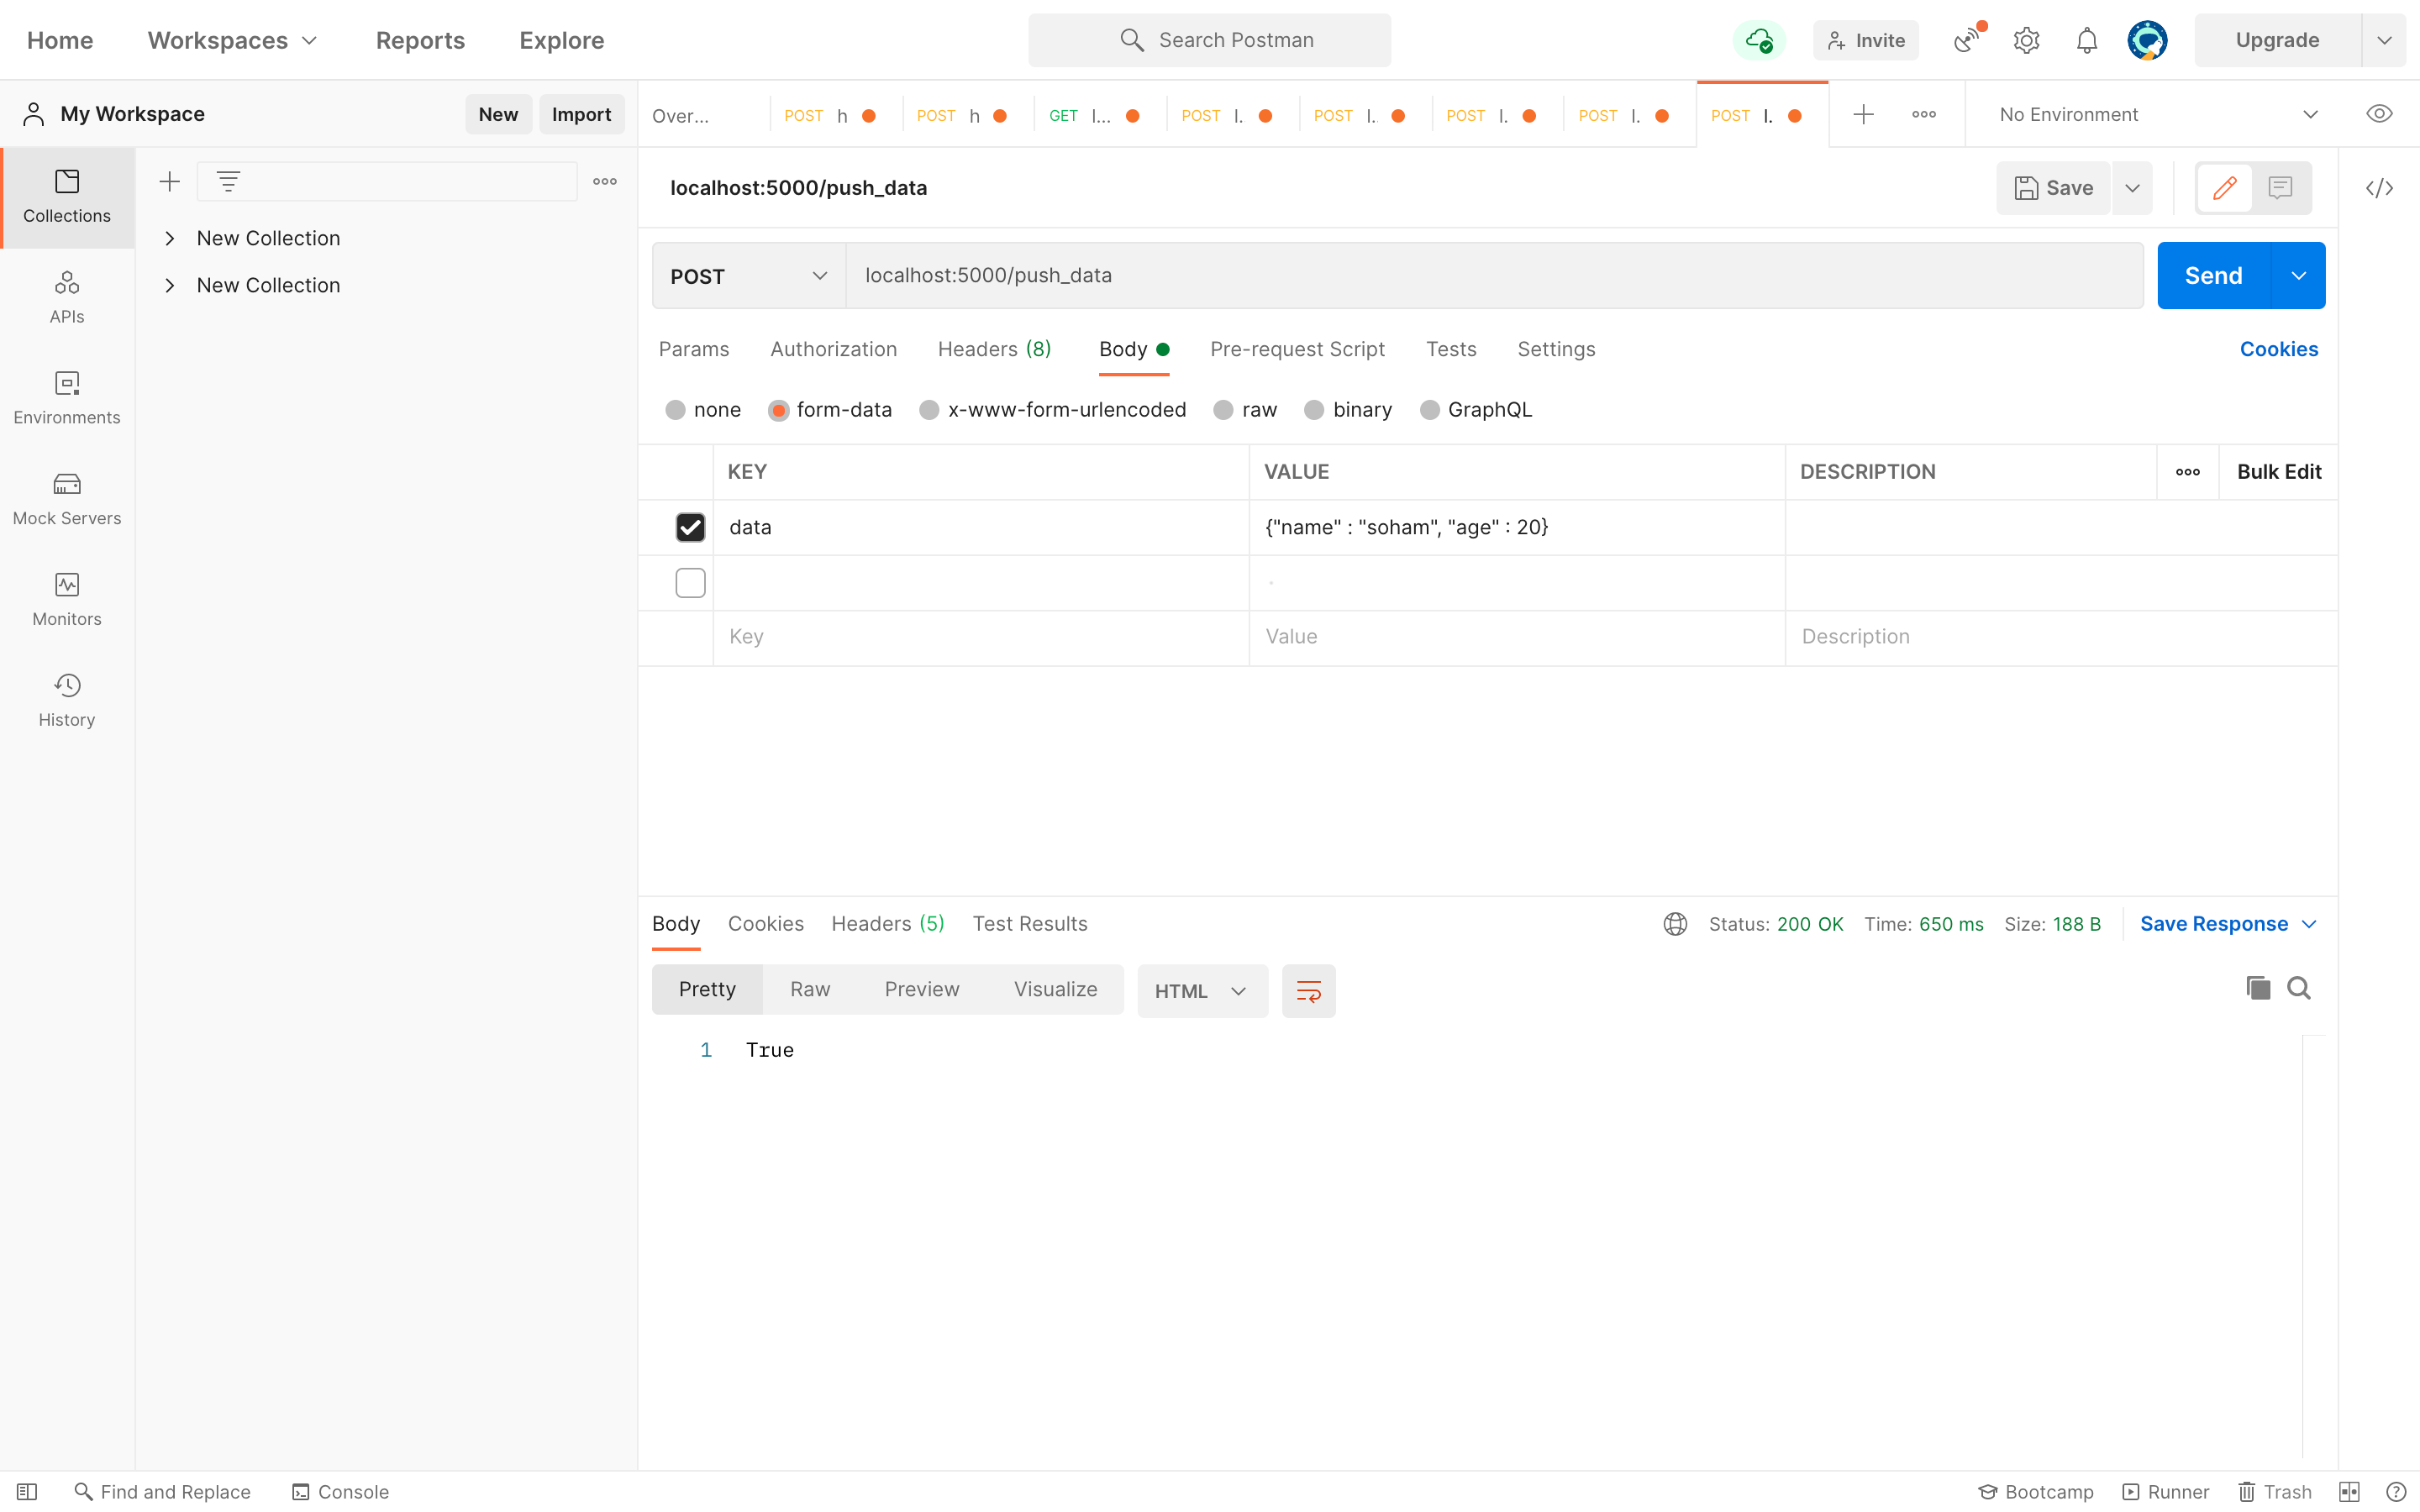 Home Workspaces Reports Explore Search Postman Invite Upgrade
My Workspace New Import Over... POST h POST h GET l... POST l. POST l.. POST l. POST l. POST l. No Environment
Collections
APIs
Environments
Mock Servers
Monitors
History
New Collection
New Collection
localhost:5000/push_data Save
POST localhost:5000/push_data Send
Params Authorization Headers (8) Body Pre-request Script Tests Settings Cookies
none form-data x-www-form-urlencoded raw binary GraphQL
KEY VALUE DESCRIPTION Bulk Edit
data {"name" : "soham", "age" : 20}
Key Value Description
Body Cookies Headers (5) Test Results Status: 200 OK Time: 650 ms Size: 188 B Save Response
Pretty Raw Preview Visualize HTML
1 True
Find and Replace Console Bootcamp Runner Trash